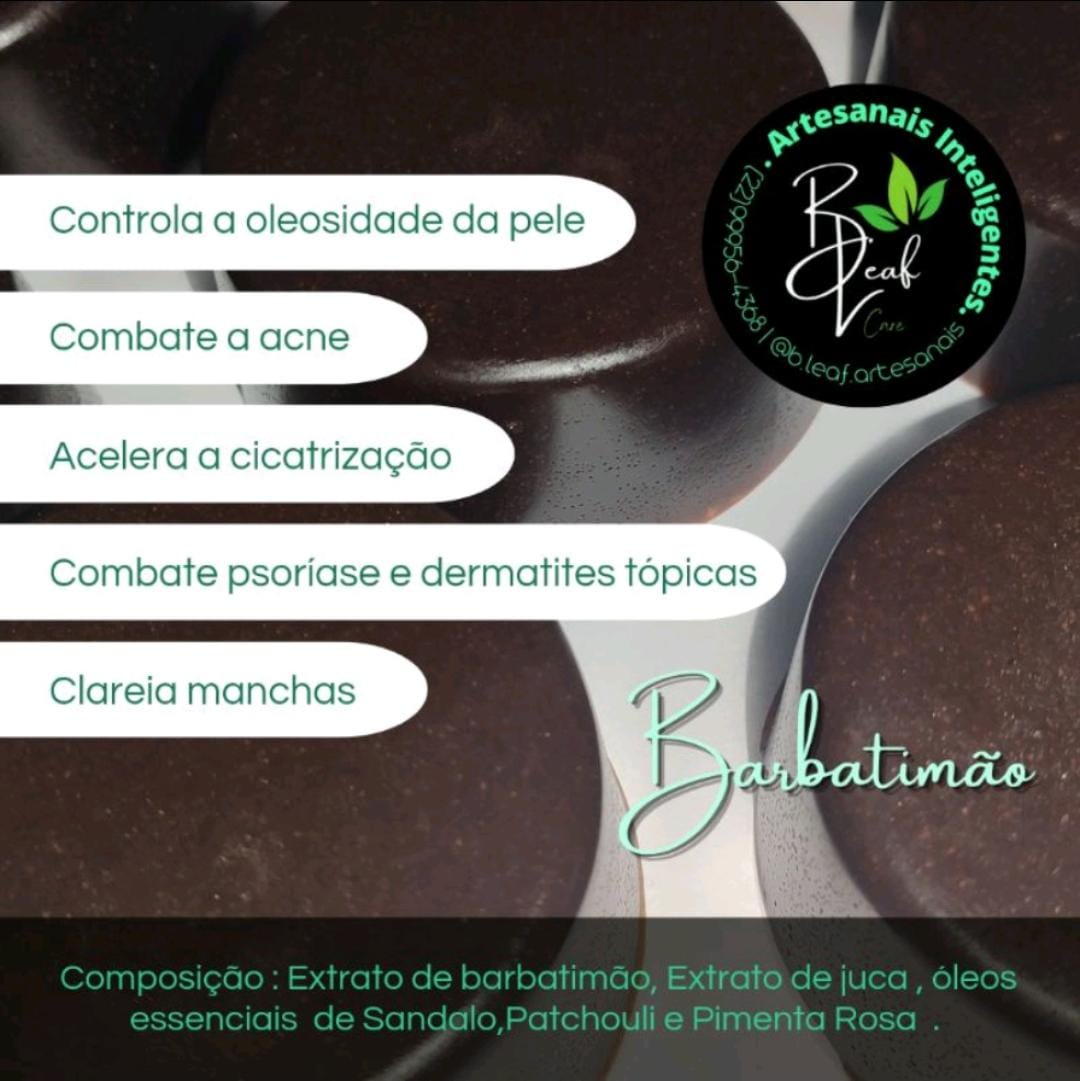 . Artesanais Inteligentes.
(22)99956-4368 | @b.leaf.artesanais
B Leaf
Care
Controla a oleosidade da pele
Combate a acne
Acelera a cicatrização
Combate psoríase e dermatites tópicas
Clareia manchas
Barbatimão
Composição : Extrato de barbatimão, Extrato de juca , óleos
essenciais de Sandalo,Patchouli e Pimenta Rosa .